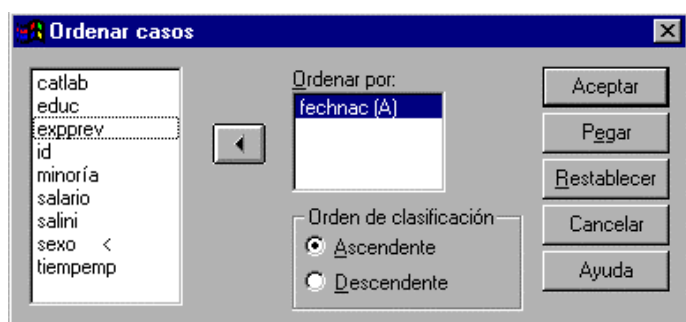 Ordenar casos
catlab
educ
expprev
id
minoría
salario
salini
sexo <
tiempemp
Ordenar por:
fechnac (A)
Orden de clasificación
Ascendente
Descendente
Aceptar
Pegar
Restablecer
Cancelar
Ayuda